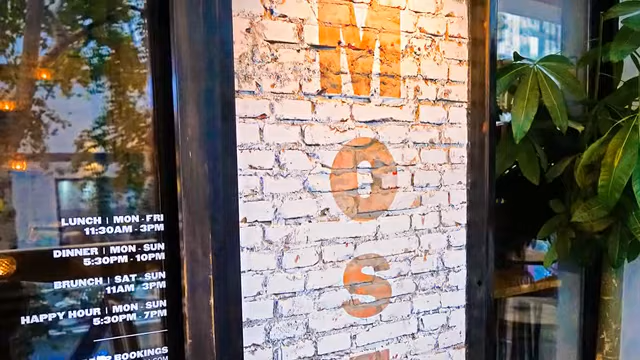 LUNCH | MON - FRI
11:30AM - 3PM
DINNER | MON - SUN
5:30PM - 10PM
BRUNCH | SAT - SUN
11AM - 3PM
HAPPY HOUR | MON - SUN
5:30PM - 7PM
BOOKINGS
M
O
S